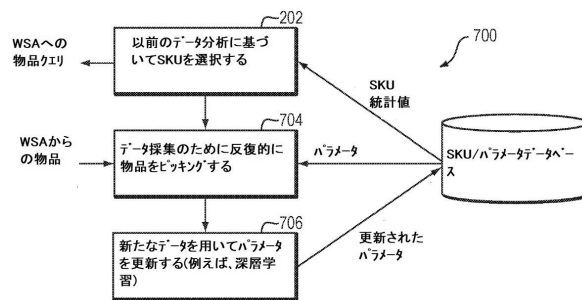 202
WSAへの
物品クエリ
以前のデータ分析に基づ
いてSKUを選択する
700
SKU
統計値
704
WSAから
の物品
データ採集のために反復的に
物品をピッキングする
パラメータ
SKU/パラメータデータベー
ス
706
新たなデータを用いてパラメータ
を更新する(例えば、深層学
習)
更新された
パラメータ